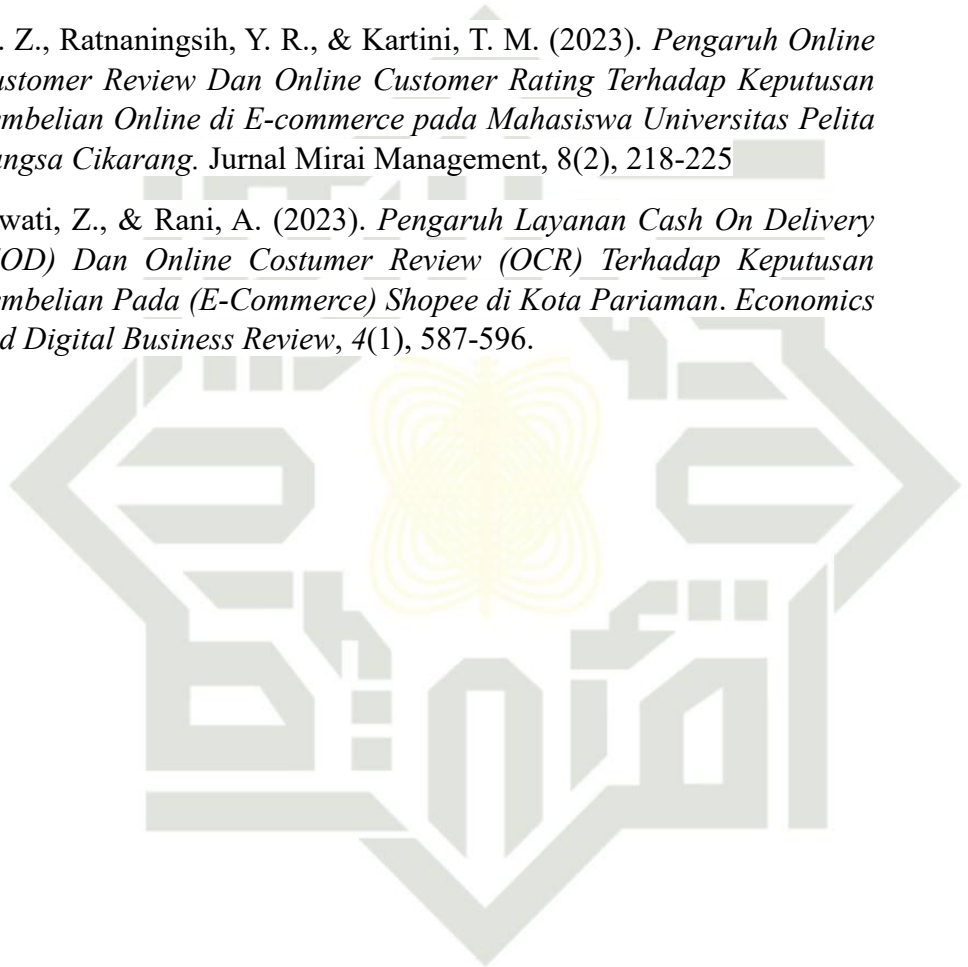 . Z., Ratnaningsih, Y. R., & Kartini, T. M. (2023). Pengaruh Online
ustomer Review Dan Online Customer Rating Terhadap Keputusan
embelian Online di E-commerce pada Mahasiswa Universitas Pelita
angsa Cikarang. Jurnal Mirai Management, 8(2), 218-225
wati, Z., & Rani, A. (2023). Pengaruh Layanan Cash On Delivery
OD) Dan Online Costumer Review (OCR) Terhadap Keputusan
embelian Pada (E-Commerce) Shopee di Kota Pariaman. Economics
d Digital Business Review, 4(1), 587-596.